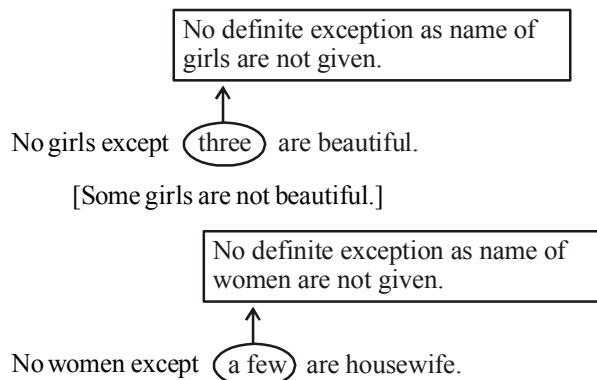 No definite exception as name of
girls are not given.
No girls except three are beautiful.
[Some girls are not beautiful.]
No definite exception as name of
women are not given.
No women except a few are housewife.